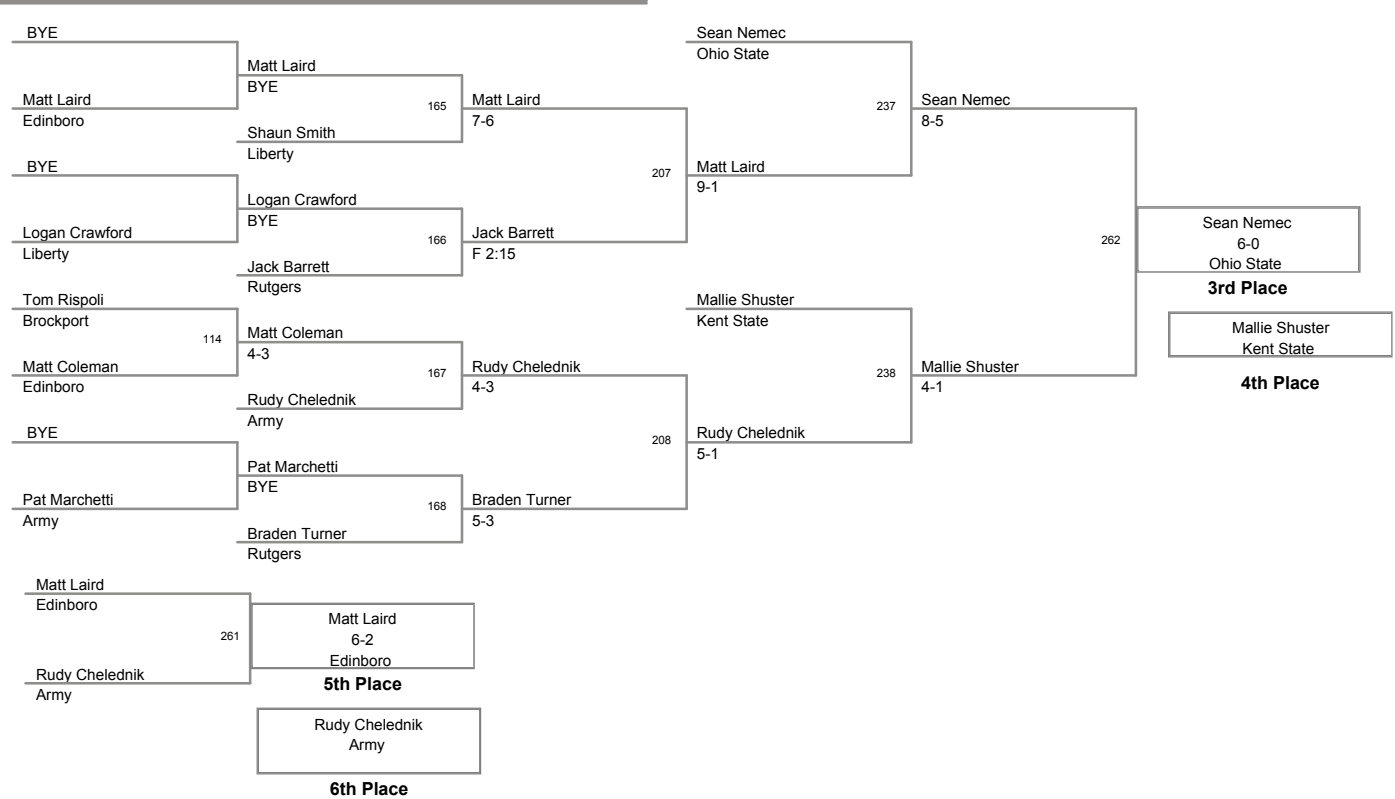 BYE
Matt Laird
Edinboro
BYE
Logan Crawford
Liberty
Tom Rispoli
Brockport
114
Matt Coleman
Edinboro
BYE
Pat Marchetti
Army
Matt Laird
BYE
165
Shaun Smith
Liberty
Logan Crawford
BYE
166
Jack Barrett
Rutgers
Matt Coleman
4-3
167
Rudy Chelednik
Army
Pat Marchetti
BYE
168
Braden Turner
Rutgers
Matt Laird
7-6
207
Jack Barrett
F 2:15
Rudy Chelednik
4-3
208
Braden Turner
5-3
Sean Nemec
Ohio State
237
Matt Laird
9-1
Mallie Shuster
Kent State
238
Rudy Chelednik
5-1
Sean Nemec
8-5
262
Mallie Shuster
4-1
Sean Nemec
6-0
Ohio State
3rd Place
Mallie Shuster
Kent State
4th Place
Matt Laird
Edinboro
261
Rudy Chelednik
Army
Matt Laird
6-2
Edinboro
5th Place
Rudy Chelednik
Army
6th Place